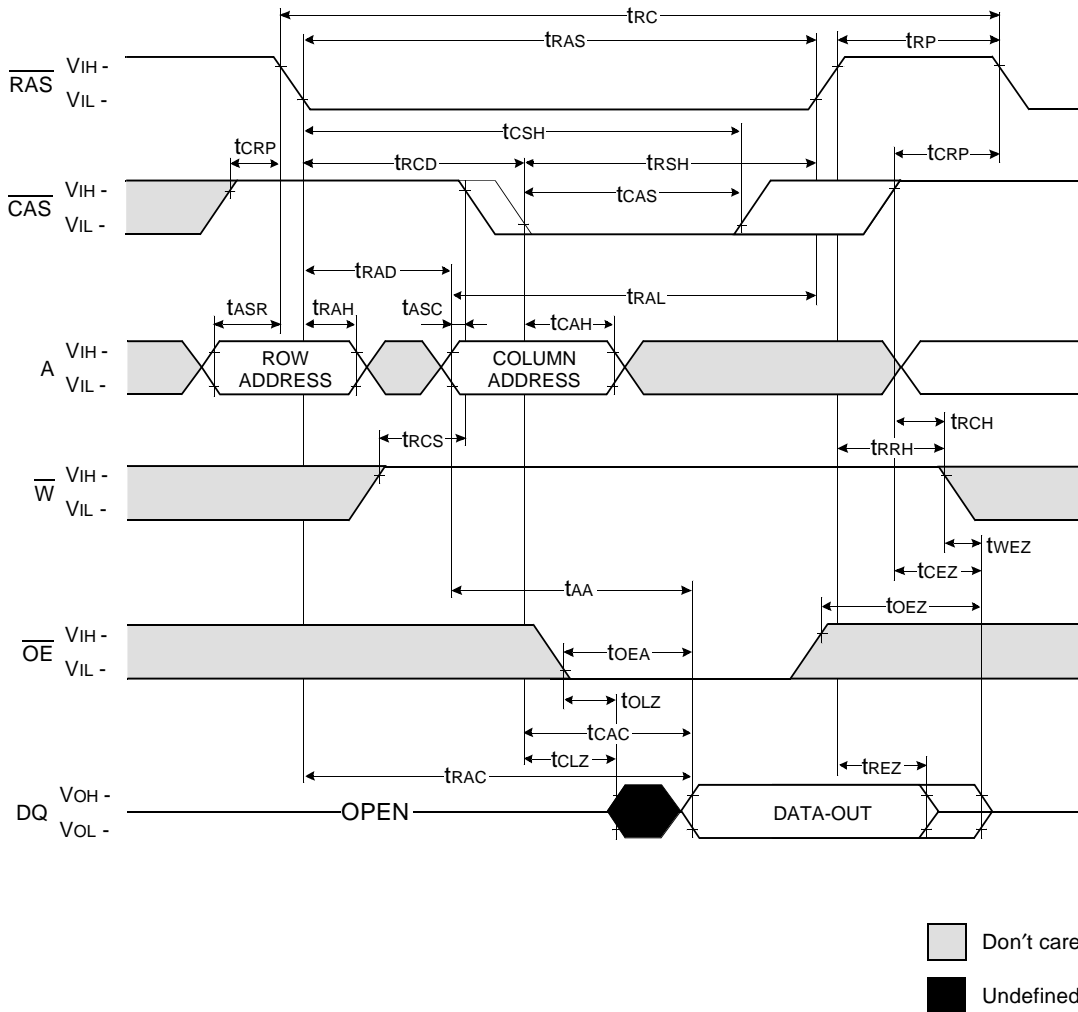 tRC
tRAS
tRP
RAS
VIH -
VIL -
tCSH
tCRP
tRCD
tRSH
tCRP
CAS
VIH -
VIL -
tCAS
tRAD
tRAL
tASR
tRAH
tASC
tCAH
A
VIH -
VIL -
ROW
ADDRESS
COLUMN
ADDRESS
tRCS
tRCH
tRRH
W
VIH -
VIL -
tWEZ
tCEZ
tAA
tOEZ
OE
VIH -
VIL -
tOEA
tOLZ
tCAC
tCLZ
tRAC
tREZ
DQ
VOH -
VOL -
OPEN
DATA-OUT
Don′t care
Undefined